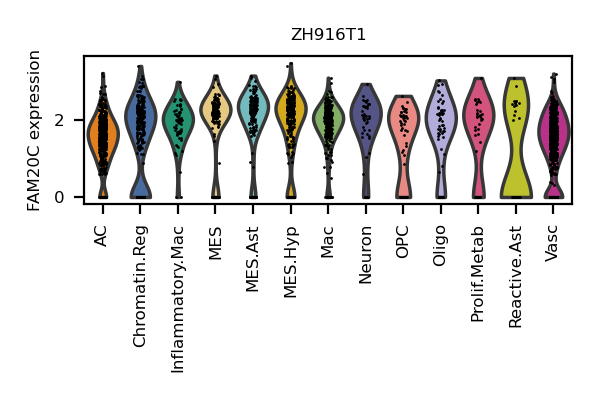 ZH916T1
FAM20C expression
2
0
AC
Chromatin.Reg
Inflammatory.Mac
MES
MES.Ast
MES.Hyp
Mac
Neuron
OPC
Oligo
Prolif.Metab
Reactive.Ast
Vasc